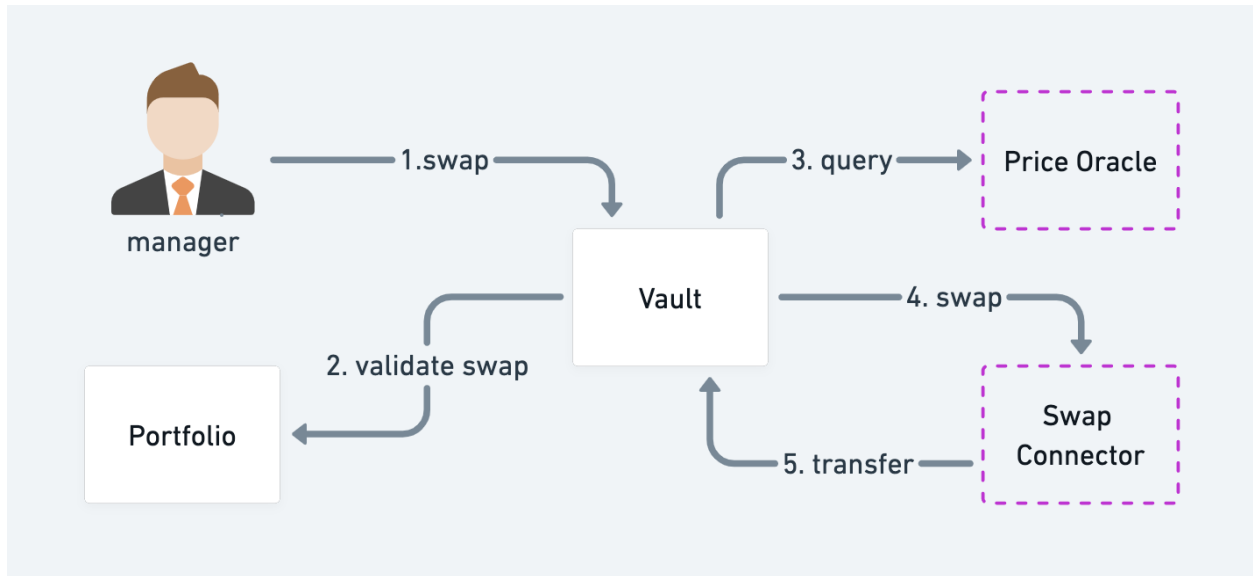 1.swap
3. query
Price Oracle
manager
Vault
4. swap
2. validate swap
Portfolio
Swap
Connector
5. transfer